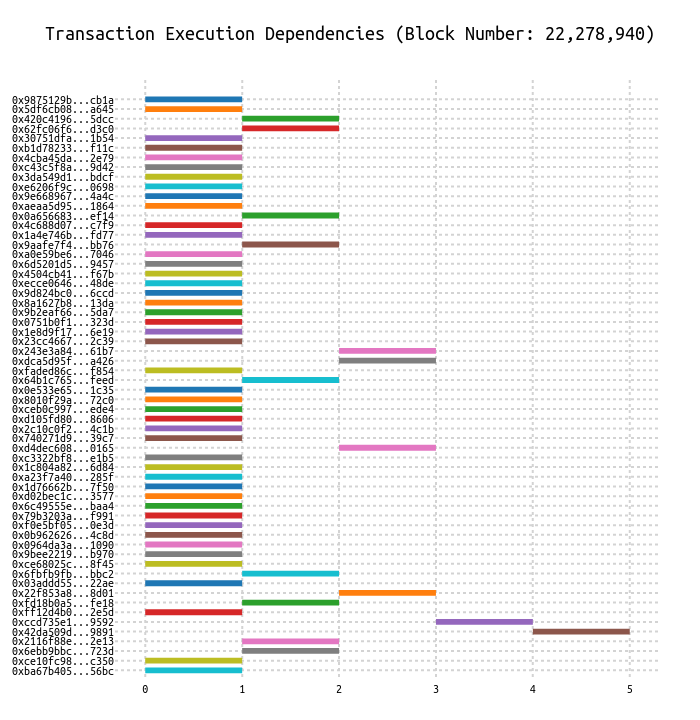 Transaction Execution Dependencies (Block Number: 22,278,940)
0x9875129b...cb1a
0x5df6cb08...a645
0x420c4196...5dcc
0x62fc06f6...d3c0
0x30751dfa...1b54
0xb1d78233...f11c
0x4cba45da...2e79
0xc43c5f8a...9d42
0x3da549d1...bdcf
0xe6206f9c...0698
0x9e668967...4a4c
0xaeaa5d95...1864
0x0a656683...ef14
0x4c688d07...c7f9
0x1a4e746b...fd77
0x9aafe7f4...bb76
0xa0e59be6...7046
0x6d5201d5...9457
0x4504cb41...f67b
0xecce0646...48de
0x9d824bc0...6ccd
0x8a1627b8...13da
0x9b2eaf66...5da7
0x0751b0f1...323d
0x1e8d9f17...6e19
0x23cc4667...2c39
0x243e3a84...61b7
0xdca5d95f...a426
0xfaded86c...f854
0x64b1c765...feed
0x0e533e65...1c35
0x8010f29a...72c0
0xceb0c997...ede4
0xd105fd80...8606
0x2c10c0f2...4c1b
0x740271d9...39c7
0xd4dec608...0165
0xc3322bf8...e1b5
0x1c804a82...6d84
0xa23f7a40...285f
0x1d76662b...7f50
0xd02bec1c...3577
0x6c49555e...baa4
0x79b3203a...f991
0xf0e5bf05...0e3d
0x0b962626...4c8d
0x0964da3a...1090
0x9bee2219...b970
0xce68025c...8f45
0x6fbfb9fb...bbc2
0x03addd55...22ae
0x22f853a8...8d01
0xfd18b0a5...fe18
0xff12d4b0...2e5d
0xccd735e1...9592
0x42da509d...9891
0x2116f88e...2e13
0x6ebb9bbc...723d
0xce10fc98...c350
0xba67b405...56bc
0 1 2 3 4 5